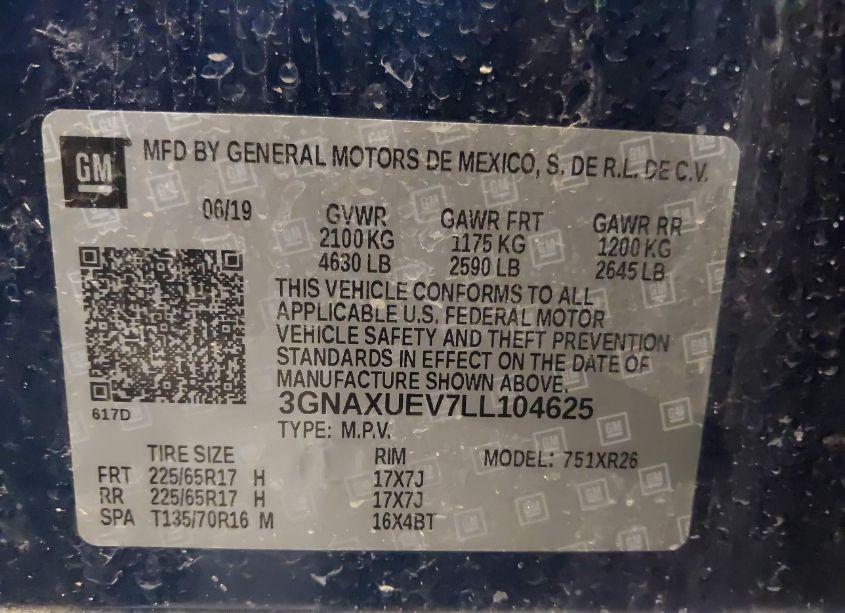 GM
MFD BY GENERAL MOTORS DE MEXICO, S. DE R.L. DE C.V.
06/19 GVWR GAWR FRT GAWR RR
2100 KG 1175 KG 1200 KG
4630 LB 2590 LB 2645 LB
THIS VEHICLE CONFORMS TO ALL
APPLICABLE U.S. FEDERAL MOTOR
VEHICLE SAFETY AND THEFT PREVENTION
STANDARDS IN EFFECT ON THE DATE OF
MANUFACTURE SHOWN ABOVE.
617D
3GNAXUEV7LL104625
TYPE: M.P.V.
TIRE SIZE RIM MODEL: 751XR26
FRT 225/65R17 H 17X7J
RR 225/65R17 H 17X7J
SPA T135/70R16 M 16X4BT